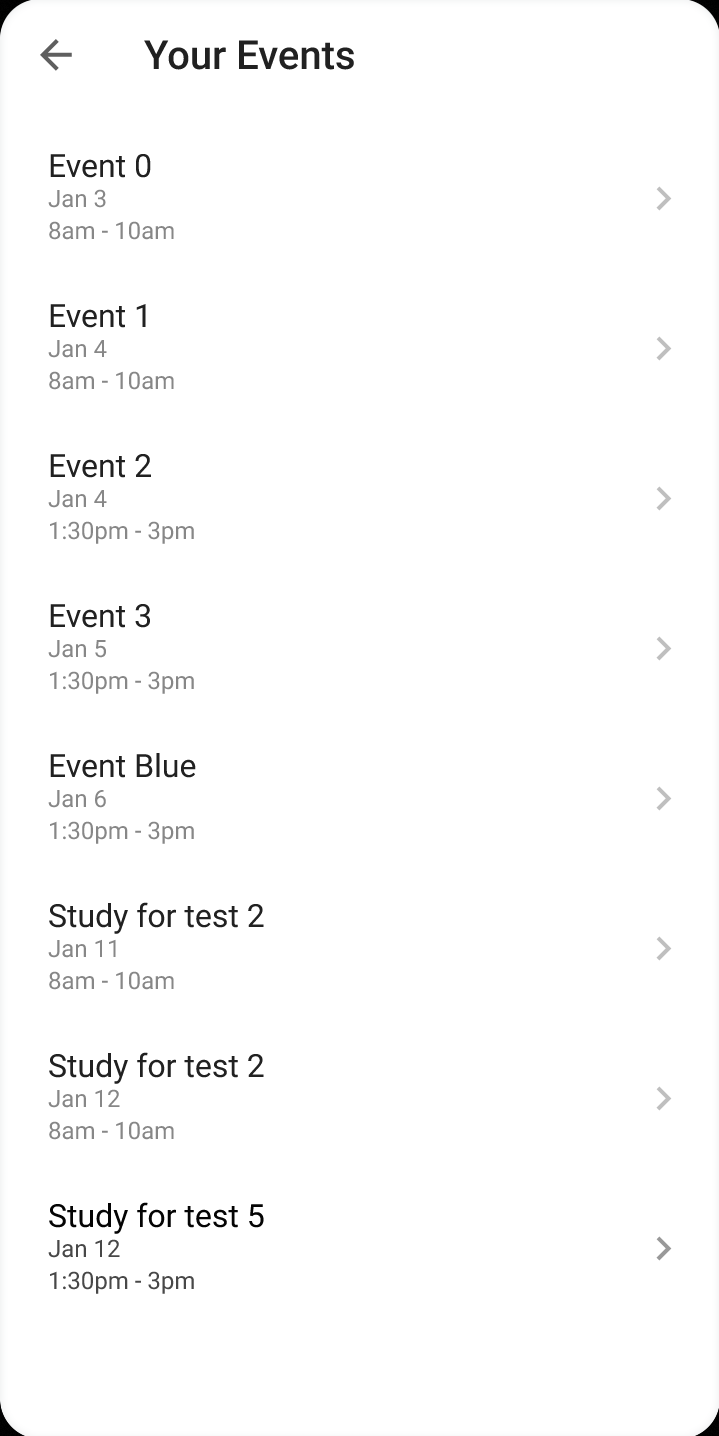 Your Events
Event 0
Jan 3
8am - 10am
Event 1
Jan 4
8am - 10am
Event 2
Jan 4
1:30pm - 3pm
Event 3
Jan 5
1:30pm - 3pm
Event Blue
Jan 6
1:30pm - 3pm
Study for test 2
Jan 11
8am - 10am
Study for test 2
Jan 12
8am - 10am
Study for test 5
Jan 12
1:30pm - 3pm